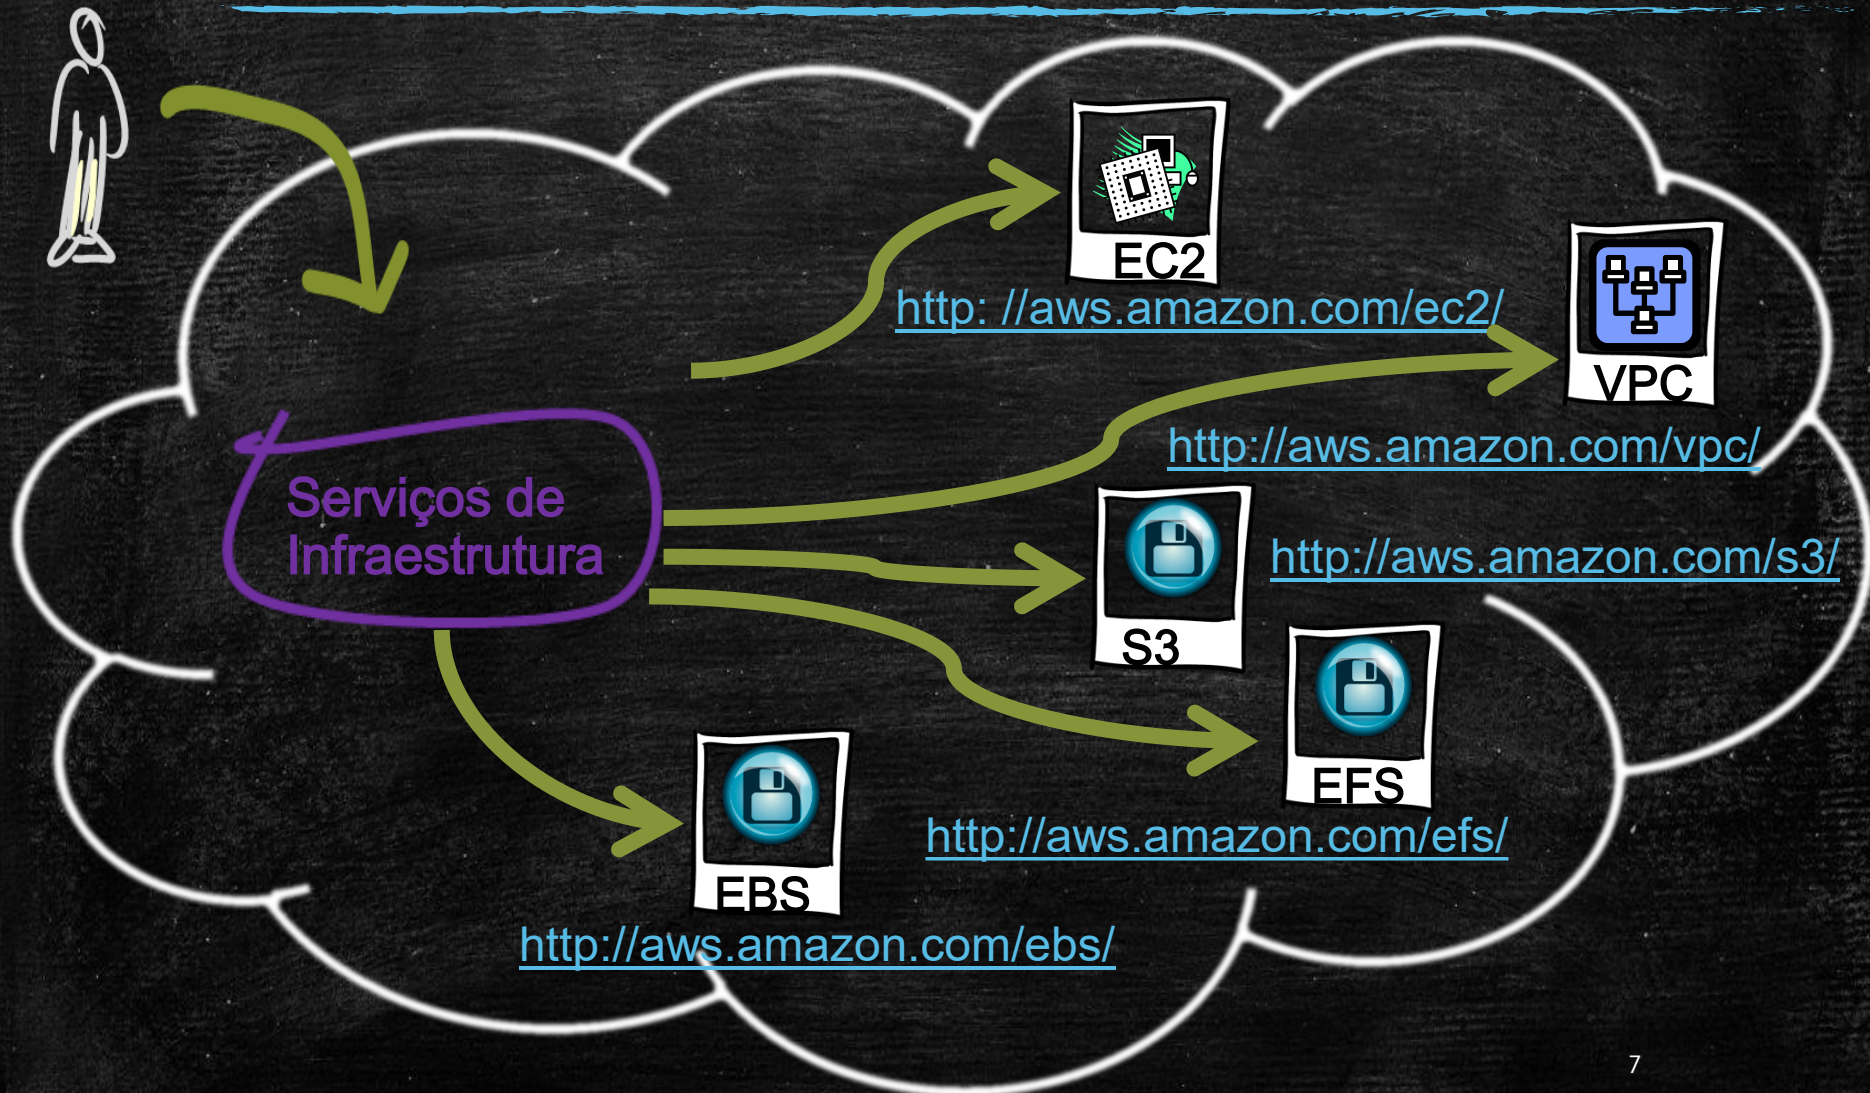 EC2
http: //aws.amazon.com/ec2/
VPC
http://aws.amazon.com/vpc/
Serviços de
Infraestrutura
S3
http://aws.amazon.com/s3/
EFS
http://aws.amazon.com/efs/
EBS
http://aws.amazon.com/ebs/
7